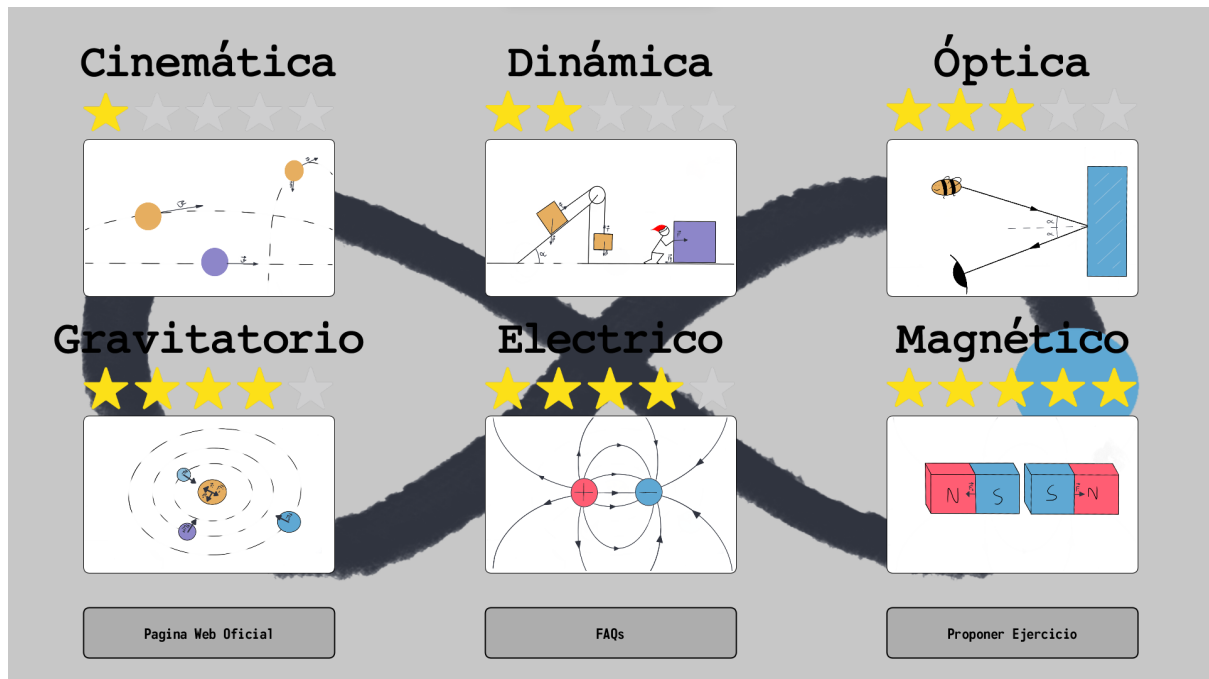 Cinemática
Dinámica
Óptica
α
α
α
Gravitatorio
Electrico
Magnético
+
−
N
S
S
N
Pagina Web Oficial
FAQs
Proponer Ejercicio